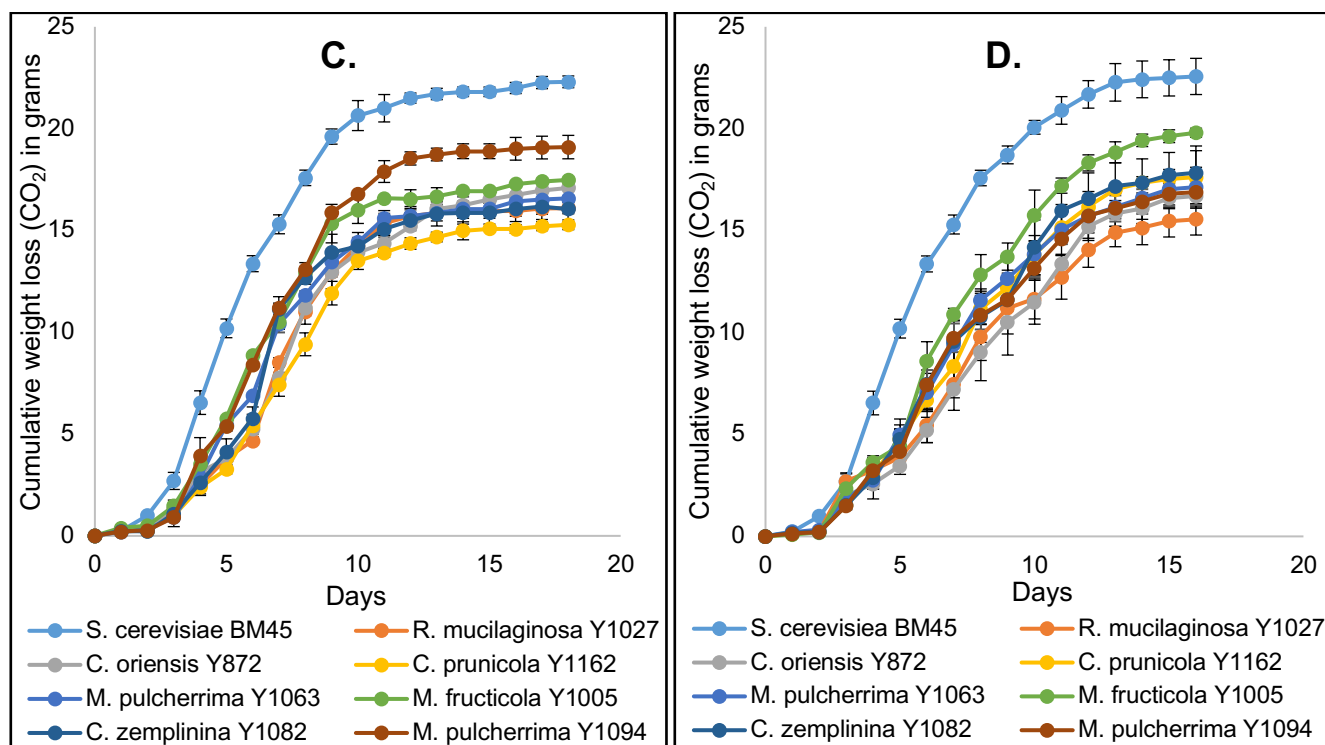 C.
Cumulative weight loss (CO₂) in grams
25
20
15
10
5
0
0 5 10 15 20
Days
S. cerevisiae BM45 R. mucilaginosa Y1027
C. oriensis Y872 C. prunicola Y1162
M. pulcherrima Y1063 M. fructicola Y1005
C. zemplinina Y1082 M. pulcherrima Y1094
D.
Cumulative weight loss (CO₂) in grams
25
20
15
10
5
0
0 5 10 15 20
Days
S. cerevisiea BM45 R. mucilaginosa Y1027
C. oriensis Y872 C. prunicola Y1162
M. pulcherrima Y1063 M. fructicola Y1005
C. zemplinina Y1082 M. pulcherrima Y1094